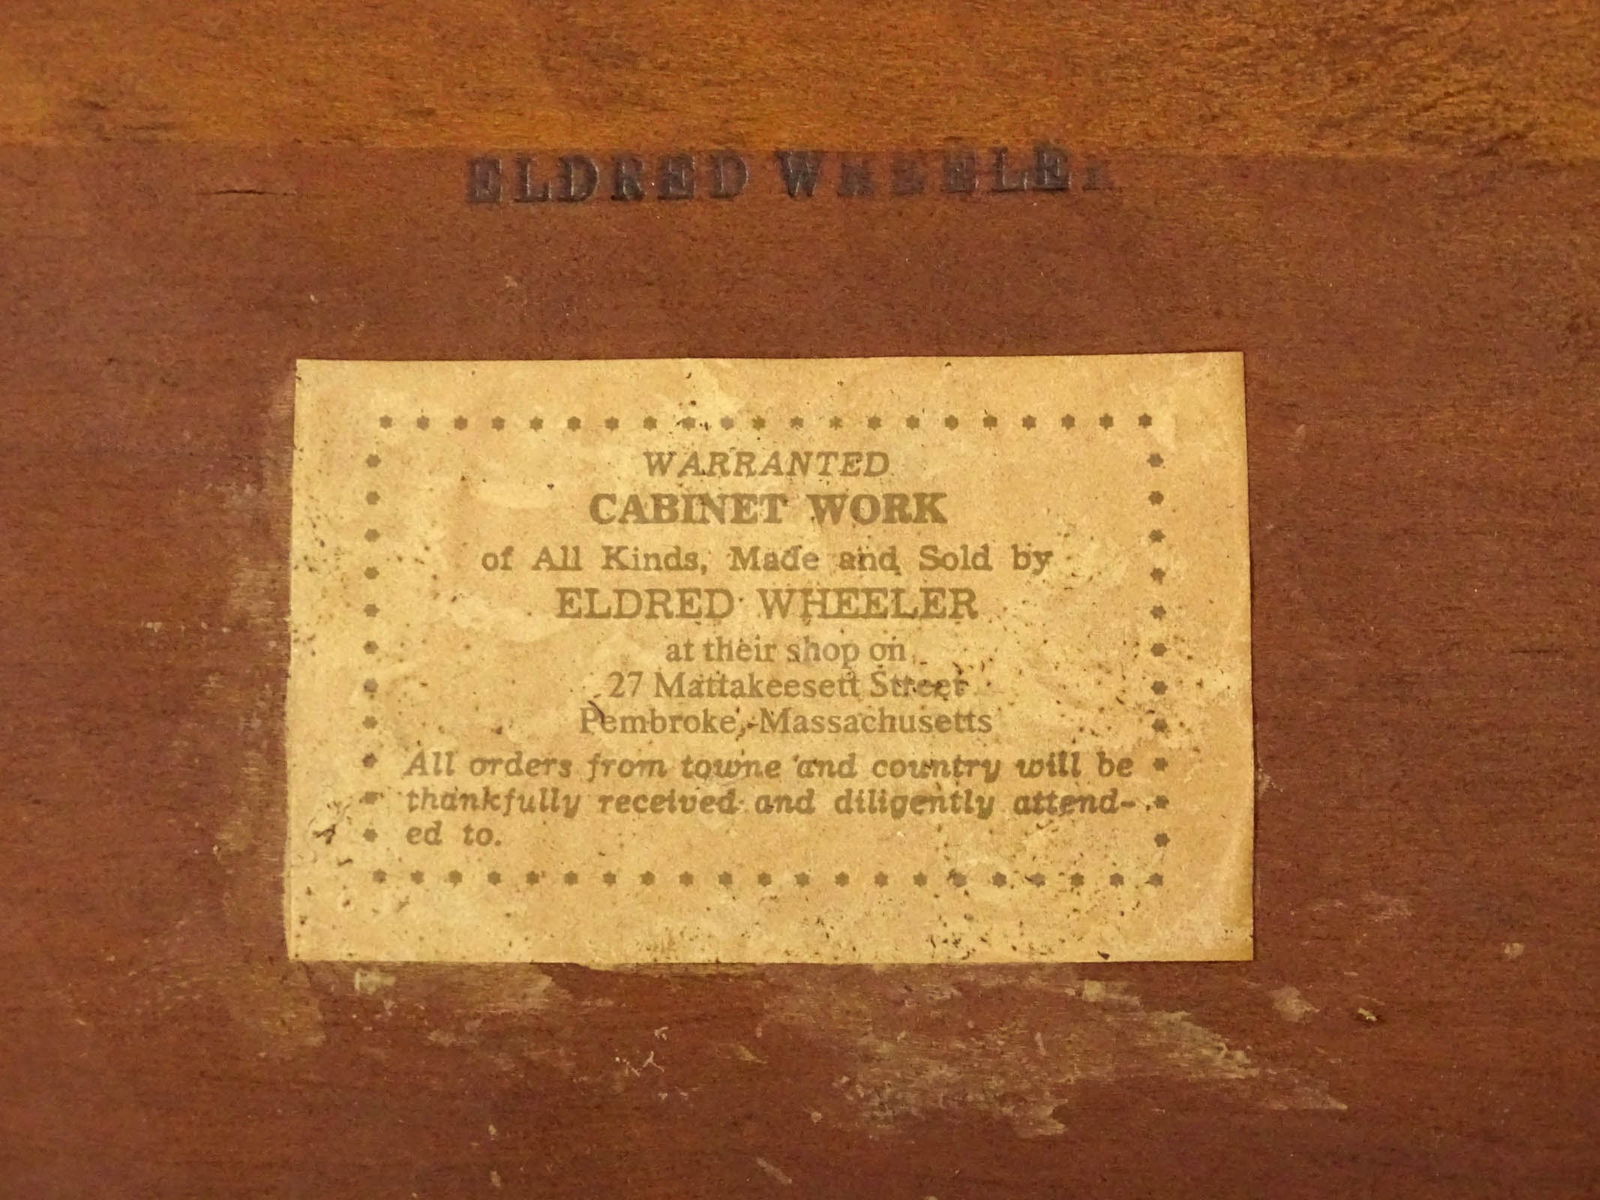 ELDRED WHEELER
WARRANTED
CABINET WORK
of All Kinds, Made and Sold by
ELDRED WHEELER
at their shop on
27 Mattakeesett Street
Pembroke, Massachusetts
All orders from towne and country will be
thankfully received and diligently attend-
ed to.